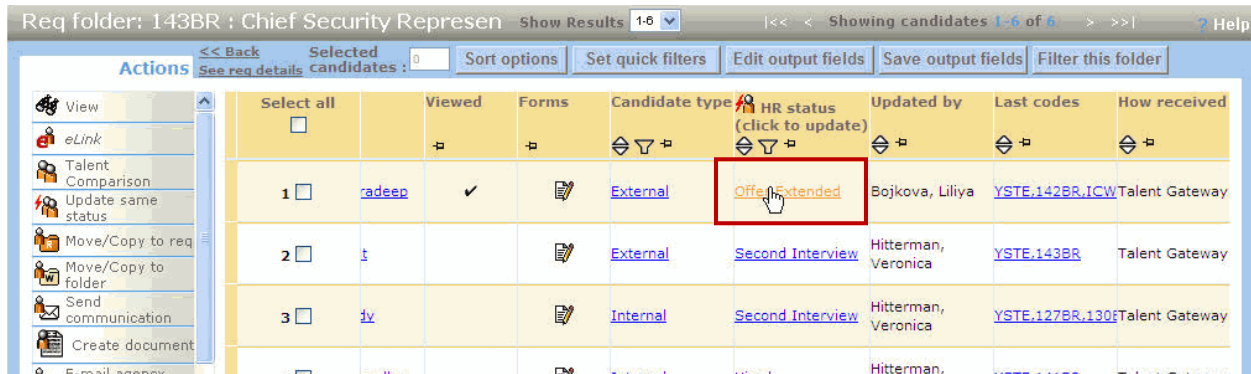 Req folder: 143BR : Chief Security Represen Show Results 1-6 |<< < Showing candidates 1-6 of 6 > >>| ? Help
Actions << Back See req details Selected candidates : 0 Sort options Set quick filters Edit output fields Save output fields Filter this folder
View
eLink
Talent Comparison
Update same status
Move/Copy to req
Move/Copy to folder
Send communication
Create document
E-mail agency
Select all Viewed Forms Candidate type HR status (click to update) Updated by Last codes How received
1 radeep External Offer Extended Bojkova, Liliya YSTE,142BR,ICW Talent Gateway
2 t External Second Interview Hitterman, Veronica YSTE,143BR Talent Gateway
3 dy Internal Second Interview Hitterman, Veronica YSTE,127BR,130B Talent Gateway
Hitterman,